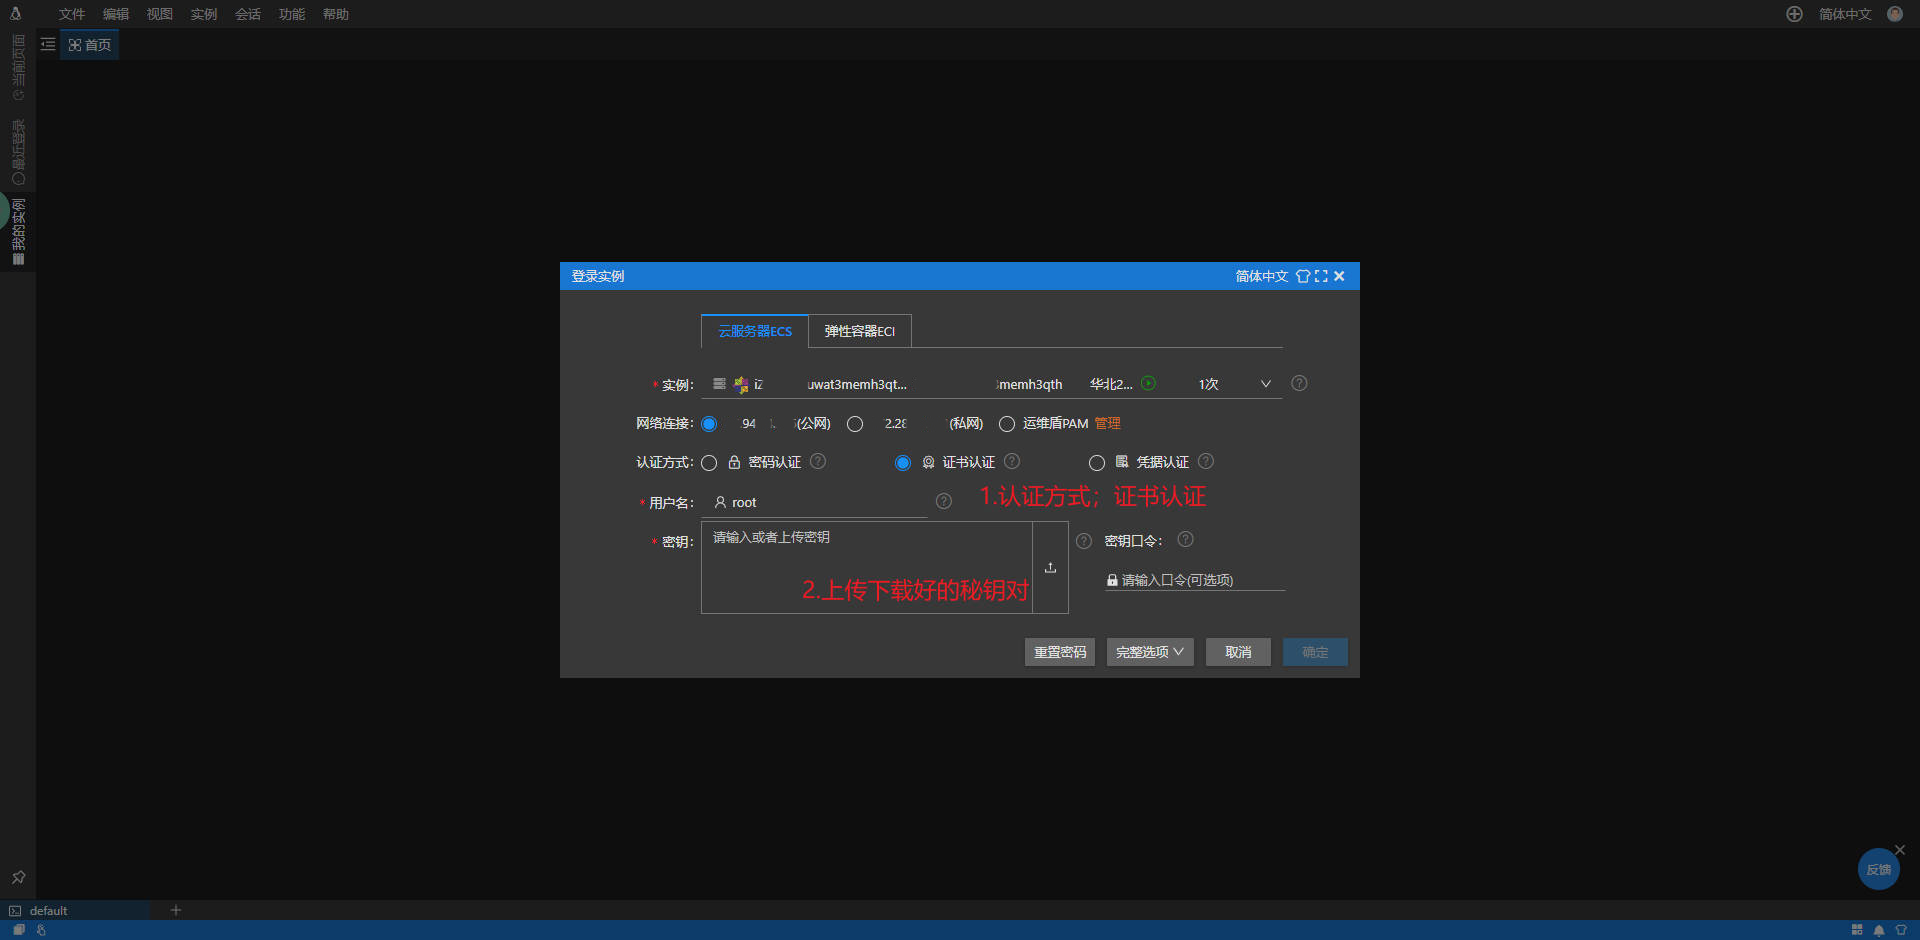 文件 编辑 视图 实例 会话 功能 帮助 简体中文
首页
当前页面
最近登录
我的实例
登录实例 简体中文
云服务器ECS 弹性容器ECI
* 实例: iZ uwat3memh3qt... memh3qth 华北2... 1次
网络连接: .94 (公网) 2.28 (私网) 运维盾PAM 管理
认证方式: 密码认证 证书认证 凭据认证
* 用户名: root
1.认证方式；证书认证
* 密钥: 请输入或者上传密钥 密钥口令:
请输入口令(可选项)
2.上传下载好的秘钥对
重置密码 完整选项 取消 确定
反馈
default